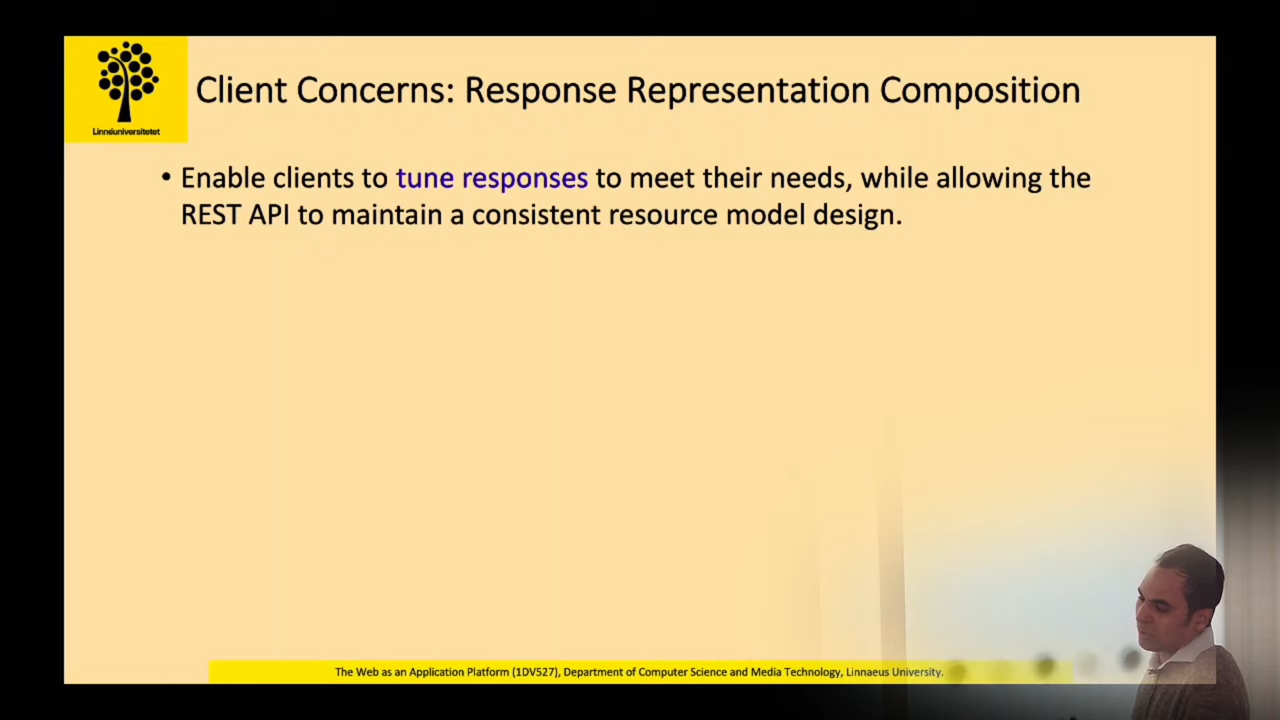 Linnéuniversitetet
Client Concerns: Response Representation Composition
• Enable clients to tune responses to meet their needs, while allowing the
REST API to maintain a consistent resource model design.
The Web as an Application Platform (1DV527), Department of Computer Science and Media Technology, Linnaeus University.